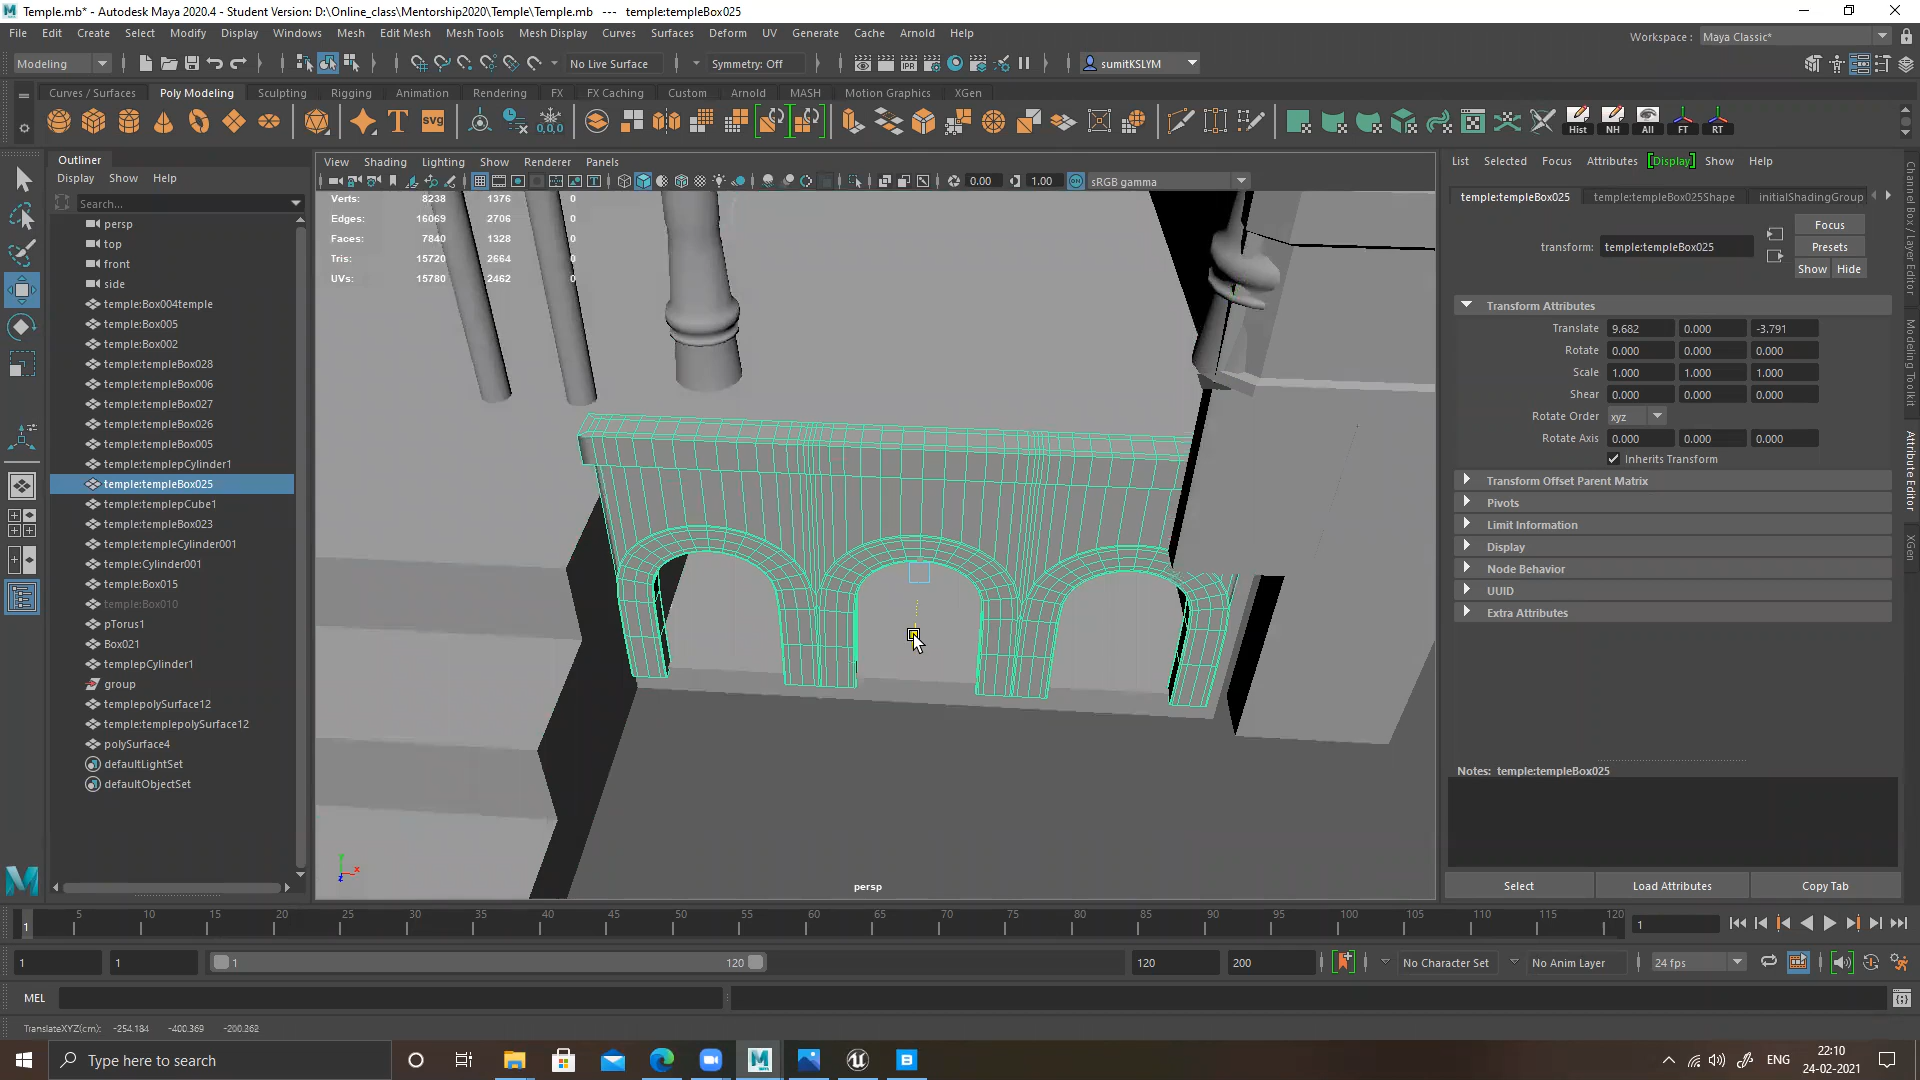 Temple.mb* - Autodesk Maya 2020.4 - Student Version: D:\Online_class\Mentorship2020\Temple\Temple.mb --- temple:templeBox025
File Edit Create Select Modify Display Windows Mesh Edit Mesh Mesh Tools Mesh Display Curves Surfaces Deform UV Generate Cache Arnold Help
Workspace : Maya Classic*
Modeling No Live Surface Symmetry: Off sumitKSLYM
Curves / Surfaces Poly Modeling Sculpting Rigging Animation Rendering FX FX Caching Custom Arnold MASH Motion Graphics XGen
T svg 0,0,0 IPR Hist NH All FT RT
Outliner
Display Show Help
Search...
persp
top
front
side
temple:Box004temple
temple:Box005
temple:Box002
temple:templeBox028
temple:templeBox006
temple:templeBox027
temple:templeBox026
temple:templeBox005
temple:templepCylinder1
temple:templeBox025
temple:templepCube1
temple:templeBox023
temple:templeCylinder001
temple:Cylinder001
temple:Box015
temple:Box010
pTorus1
Box021
templepCylinder1
group
templepolySurface12
temple:templepolySurface12
polySurface4
defaultLightSet
defaultObjectSet
View Shading Lighting Show Renderer Panels
0.00 1.00 sRGB gamma
Verts: 8238 1376 0
Edges: 16069 2706 0
Faces: 7840 1328 0
Tris: 15720 2664 0
UVs: 15780 2462 0
persp
List Selected Focus Attributes Display Show Help
temple:templeBox025 temple:templeBox025Shape initialShadingGroup
transform: temple:templeBox025
Focus
Presets
Show Hide
Transform Attributes
Translate 9.682 0.000 -3.791
Rotate 0.000 0.000 0.000
Scale 1.000 1.000 1.000
Shear 0.000 0.000 0.000
Rotate Order xyz
Rotate Axis 0.000 0.000 0.000
Inherits Transform
Transform Offset Parent Matrix
Pivots
Limit Information
Display
Node Behavior
UUID
Extra Attributes
Notes: temple:templeBox025
Select Load Attributes Copy Tab
Channel Box / Layer Editor
Modeling Toolkit
Attribute Editor
XGen
1 5 10 15 20 25 30 35 40 45 50 55 60 65 70 75 80 85 90 95 100 105 110 115 120 1
1 1 1 120 120 200 No Character Set No Anim Layer 24 fps
MEL
TranslateXYZ(cm): -254.184 -400.369 -200.262
Type here to search
ENG
22:10
24-02-2021